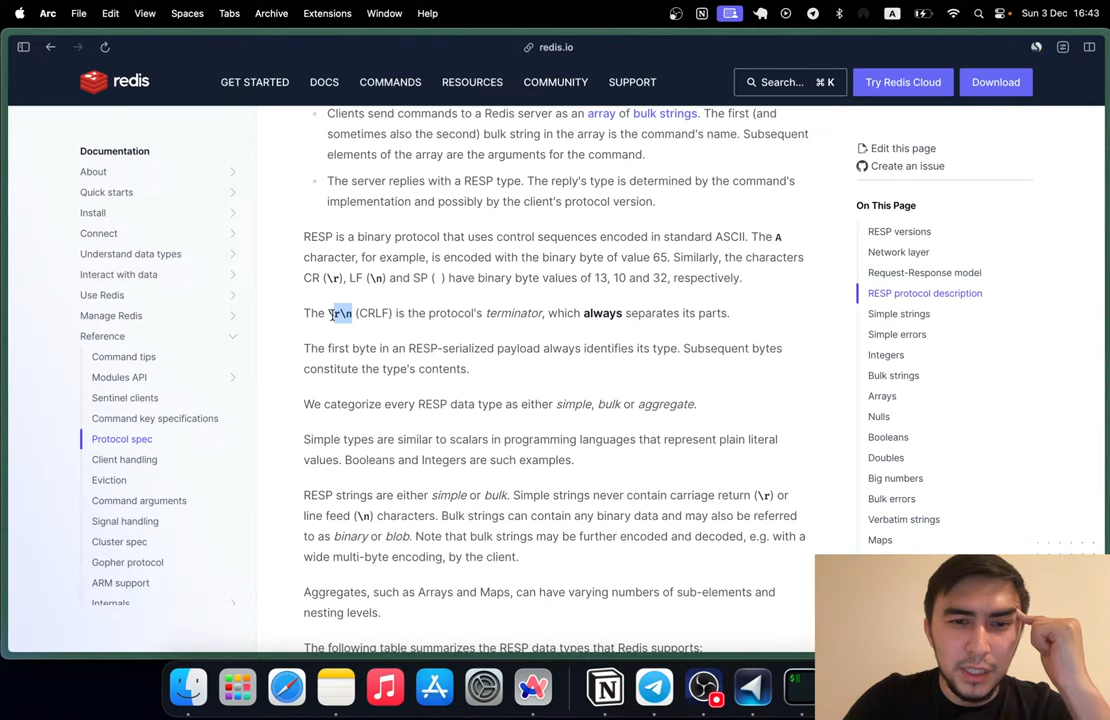 Arc File Edit View Spaces Tabs Archive Extensions Window Help A Sun 3 Dec 16:43
redis.io
redis GET STARTED DOCS COMMANDS RESOURCES COMMUNITY SUPPORT Search... ⌘ K Try Redis Cloud Download
Documentation
About
Quick starts
Install
Connect
Understand data types
Interact with data
Use Redis
Manage Redis
Reference
Command tips
Modules API
Sentinel clients
Command key specifications
Protocol spec
Client handling
Eviction
Command arguments
Signal handling
Cluster spec
Gopher protocol
ARM support
Internals
Clients send commands to a Redis server as an array of bulk strings. The first (and
sometimes also the second) bulk string in the array is the command's name. Subsequent
elements of the array are the arguments for the command.
The server replies with a RESP type. The reply's type is determined by the command's
implementation and possibly by the client's protocol version.
RESP is a binary protocol that uses control sequences encoded in standard ASCII. The A
character, for example, is encoded with the binary byte of value 65. Similarly, the characters
CR (\r), LF (\n) and SP ( ) have binary byte values of 13, 10 and 32, respectively.
The \r\n (CRLF) is the protocol's terminator, which always separates its parts.
The first byte in an RESP-serialized payload always identifies its type. Subsequent bytes
constitute the type's contents.
We categorize every RESP data type as either simple, bulk or aggregate.
Simple types are similar to scalars in programming languages that represent plain literal
values. Booleans and Integers are such examples.
RESP strings are either simple or bulk. Simple strings never contain carriage return (\r) or
line feed (\n) characters. Bulk strings can contain any binary data and may also be referred
to as binary or blob. Note that bulk strings may be further encoded and decoded, e.g. with a
wide multi-byte encoding, by the client.
Aggregates, such as Arrays and Maps, can have varying numbers of sub-elements and
nesting levels.
The following table summarizes the RESP data types that Redis supports:
Edit this page
Create an issue
On This Page
RESP versions
Network layer
Request-Response model
RESP protocol description
Simple strings
Simple errors
Integers
Bulk strings
Arrays
Nulls
Booleans
Doubles
Big numbers
Bulk errors
Verbatim strings
Maps